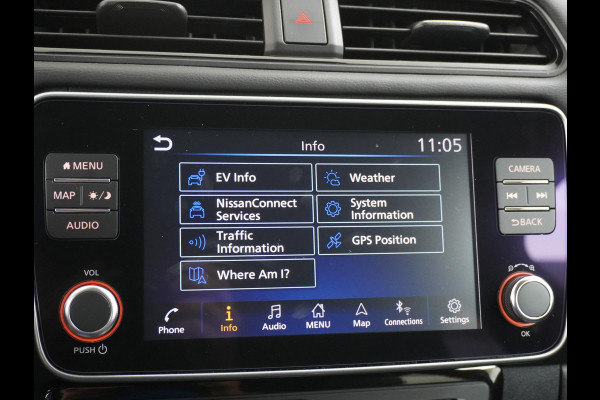 MENU
MAP
AUDIO
VOL
PUSH
Info
11:05
EV Info
Weather
NissanConnect
Services
System
Information
Traffic
Information
GPS Position
Where Am I?
Phone
Info
Audio
MENU
Map
Connections
Settings
CAMERA
BACK
OK